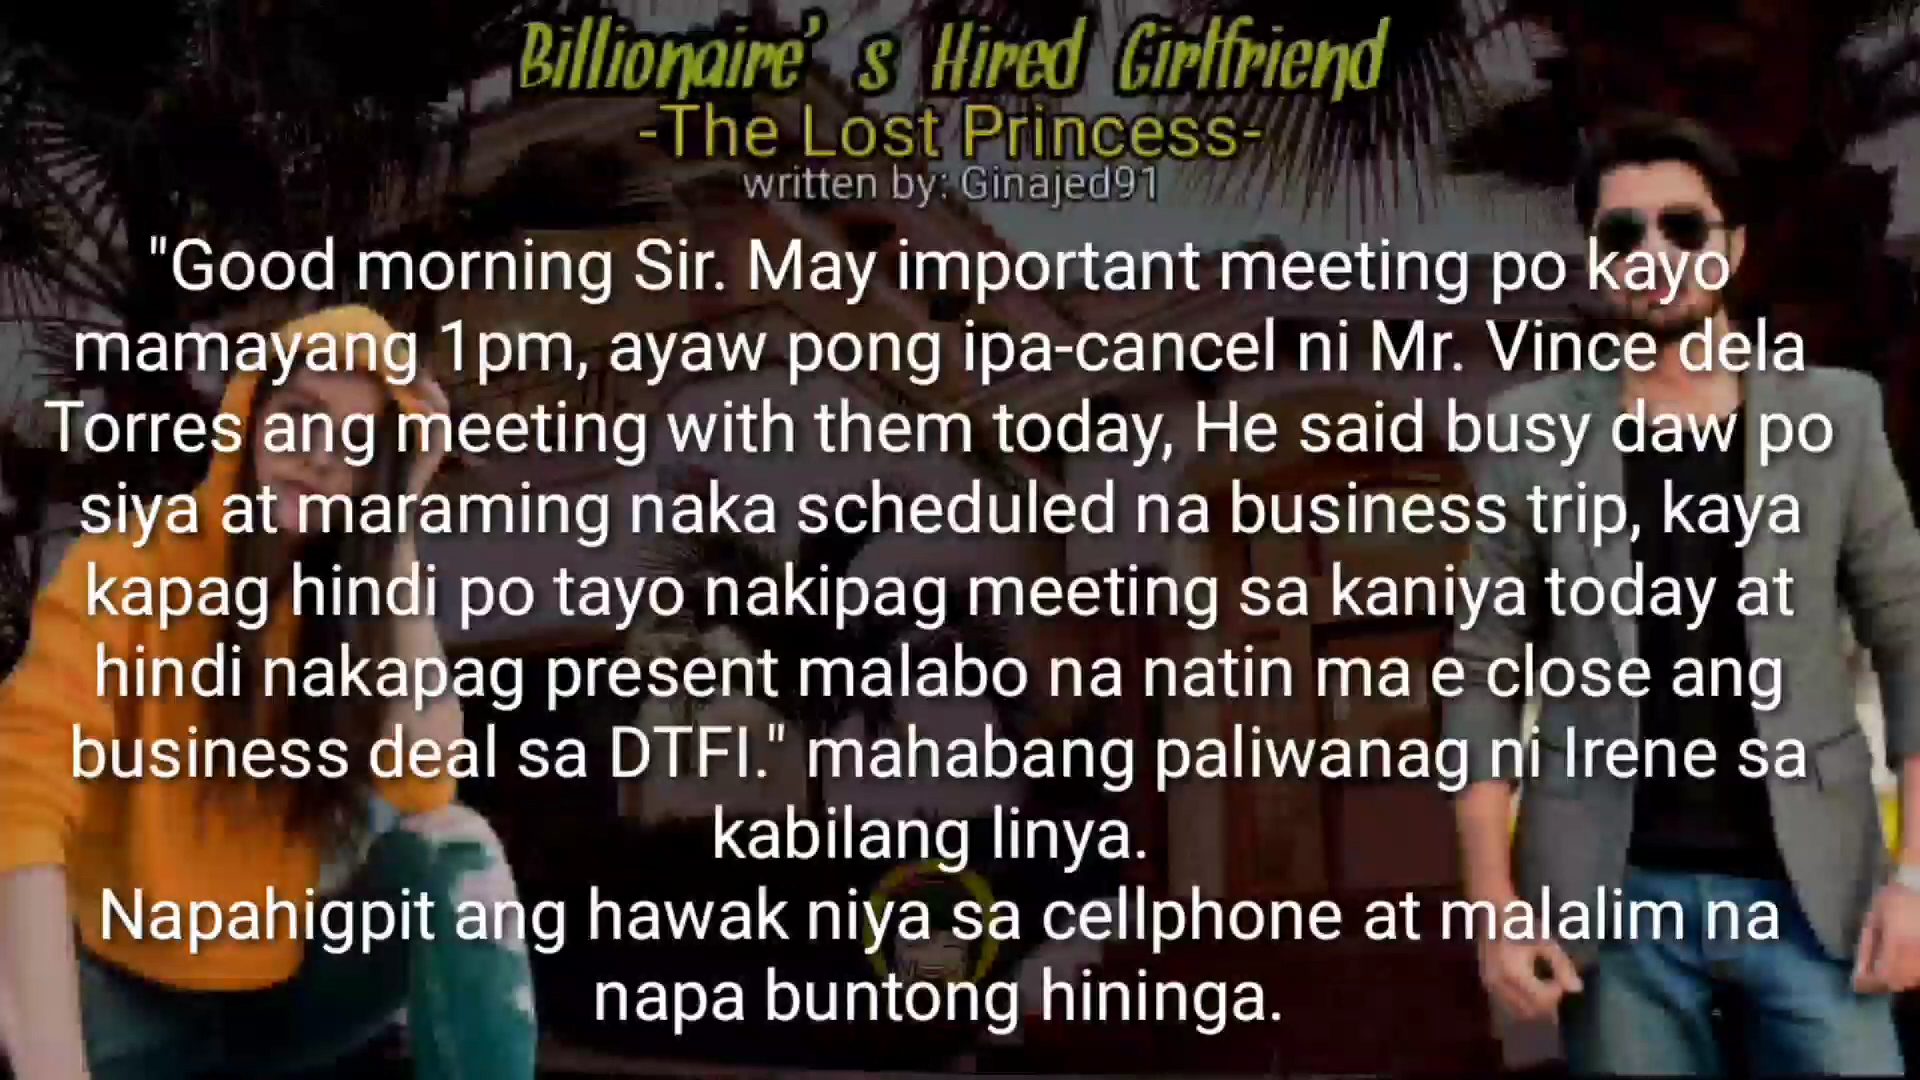 Billionaire' s Hired Girlfriend
-The Lost Princess-
written by: Ginajed91
"Good morning Sir. May important meeting po kayo
mamayang 1pm, ayaw pong ipa-cancel ni Mr. Vince dela
Torres ang meeting with them today, He said busy daw po
siya at maraming naka scheduled na business trip, kaya
kapag hindi po tayo nakipag meeting sa kaniya today at
hindi nakapag present malabo na natin ma e close ang
business deal sa DTFI." mahabang paliwanag ni Irene sa
kabilang linya.
Napahigpit ang hawak niya sa cellphone at malalim na
napa buntong hininga.